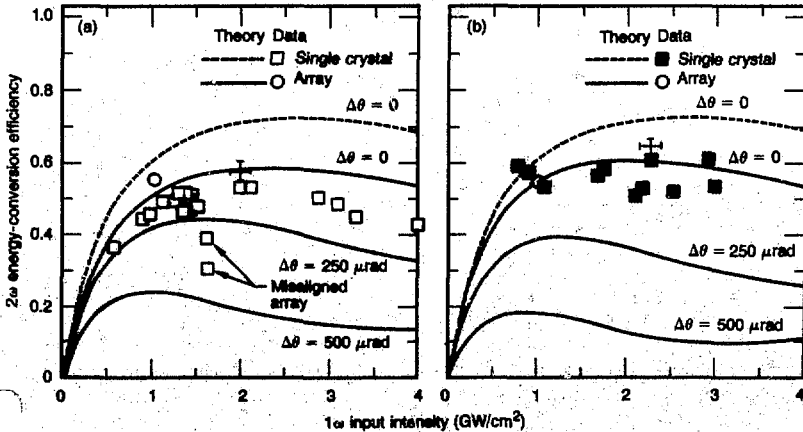 (a)
Theory Data
Single crystal
Array
Δθ = 0
Δθ = 0
Δθ = 250 μrad
Misaligned
array
Δθ = 500 μrad
2ω energy-conversion efficiency
1.0
0.8
0.6
0.4
0.2
0
0 1 2 3 4
(b)
Theory Data
Single crystal
Array
Δθ = 0
Δθ = 0
Δθ = 250 μrad
Δθ = 500 μrad
0 1 2 3 4
1ω input intensity (GW/cm²)